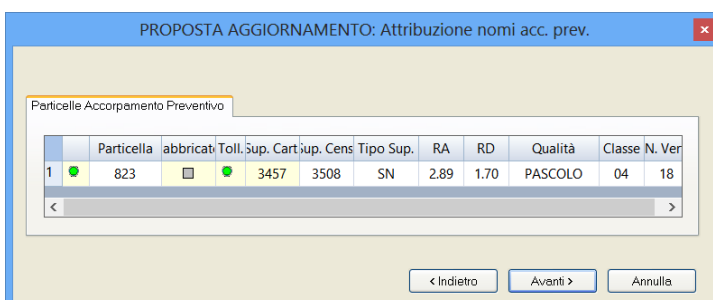 PROPOSTA AGGIORNAMENTO: Attribuzione nomi acc. prev.
x
Particelle Accorpamento Preventivo
Particella abbricat Toll. Sup. Cart Sup. Cens Tipo Sup. RA RD Qualità Classe N. Ver
1 823 3457 3508 SN 2.89 1.70 PASCOLO 04 18
< >
< Indietro Avanti > Annulla